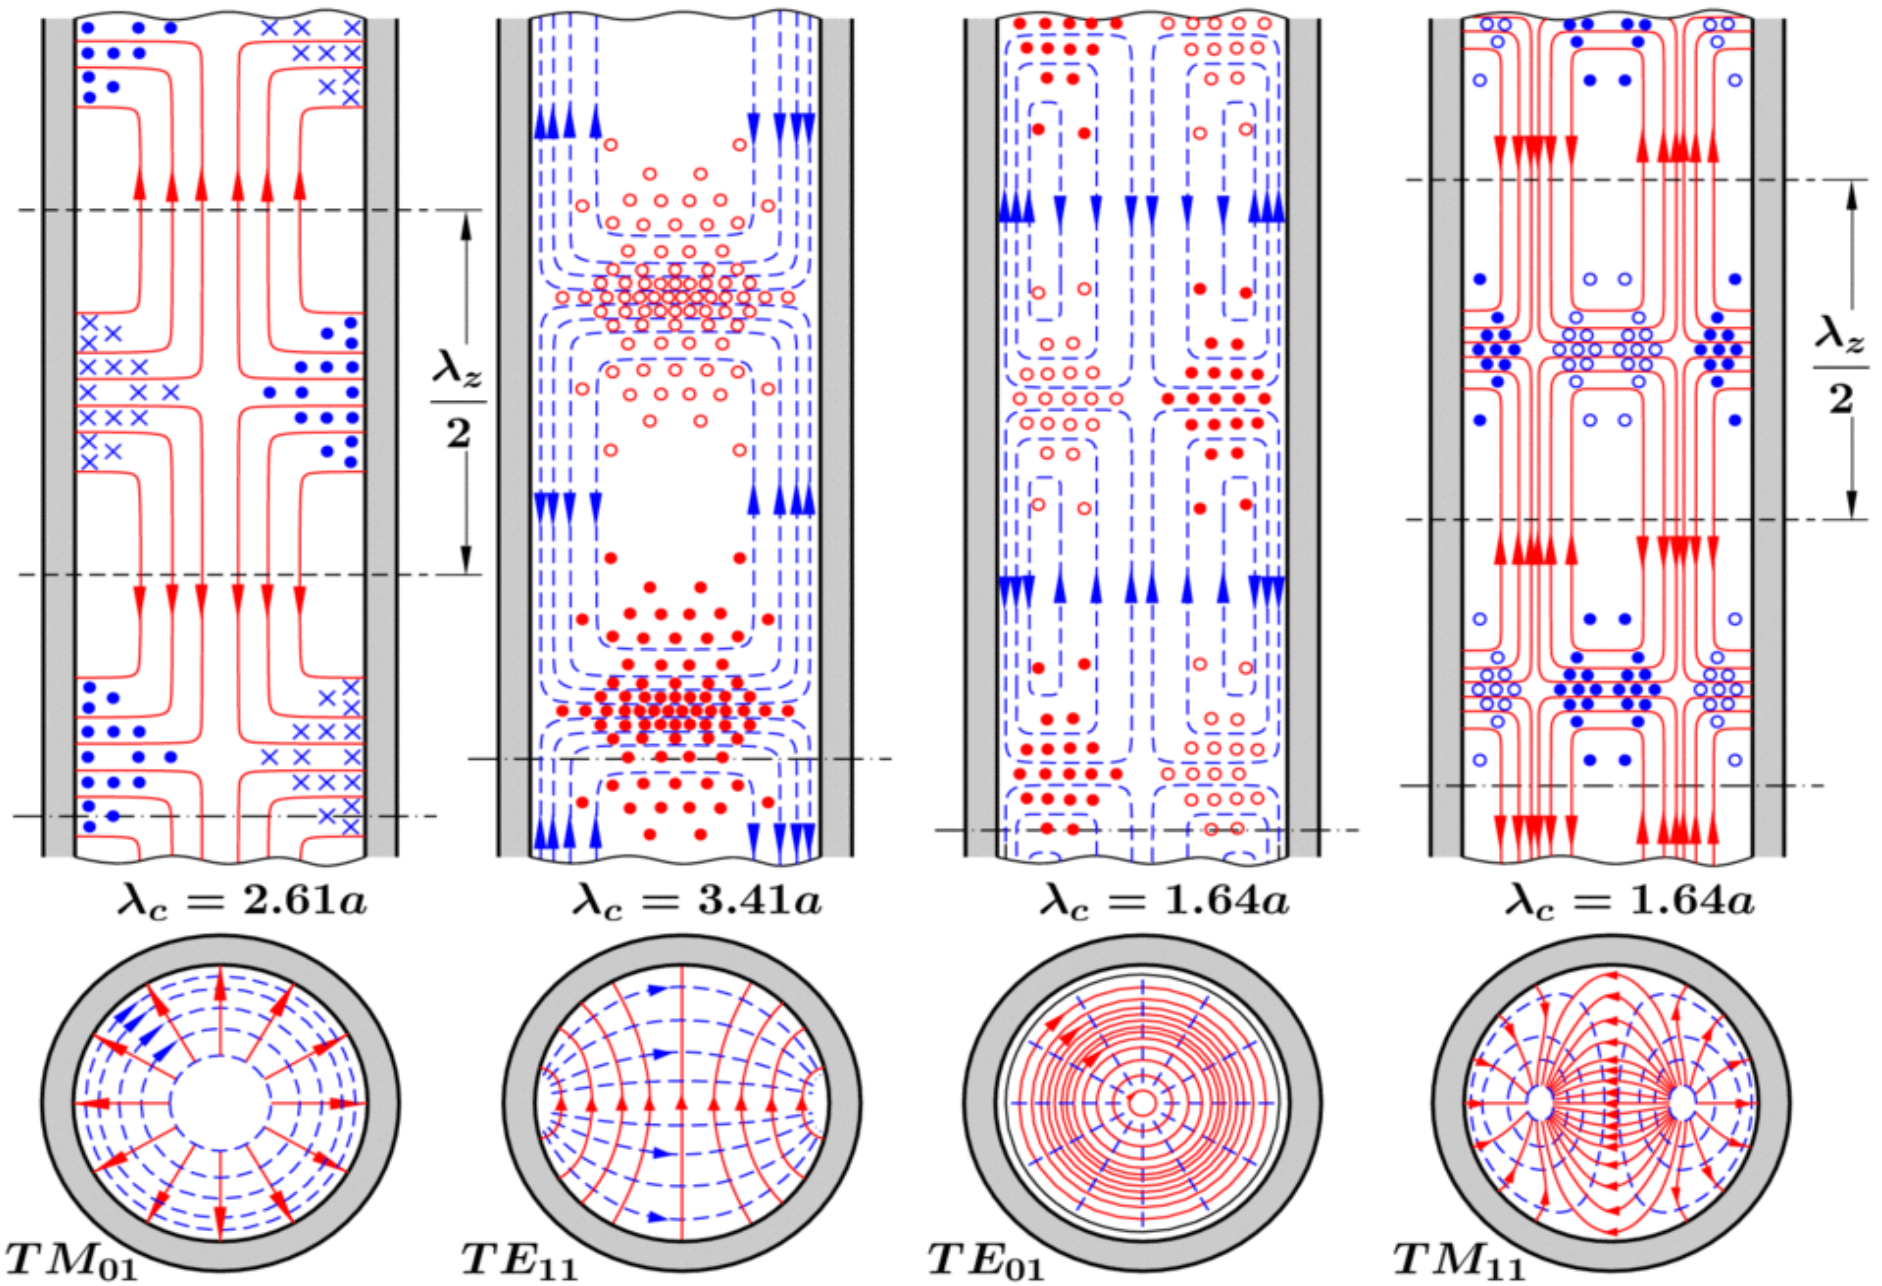 λz
2
λz
2
λc = 2.61a
λc = 3.41a
λc = 1.64a
λc = 1.64a
TM01
TE11
TE01
TM11